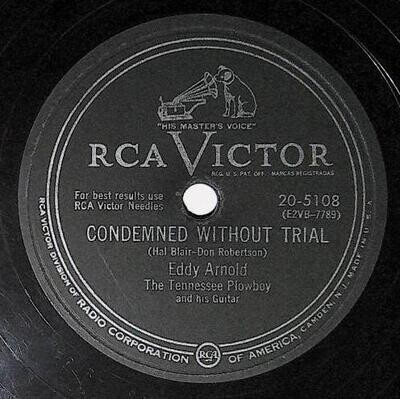 "HIS MASTER'S VOICE"
RCA VICTOR
REG. U. S. PAT. OFF. – MARCAS REGISTRADAS
For best results use
RCA Victor Needles
20-5108
(E2VB-7789)
CONDEMNED WITHOUT TRIAL
(Hal Blair-Don Robertson)
Eddy Arnold
The Tennessee Plowboy
and his Guitar
RCA VICTOR DIVISION OF RADIO CORPORATION OF AMERICA, CAMDEN, N. J. MADE IN U. S. A.
RCA